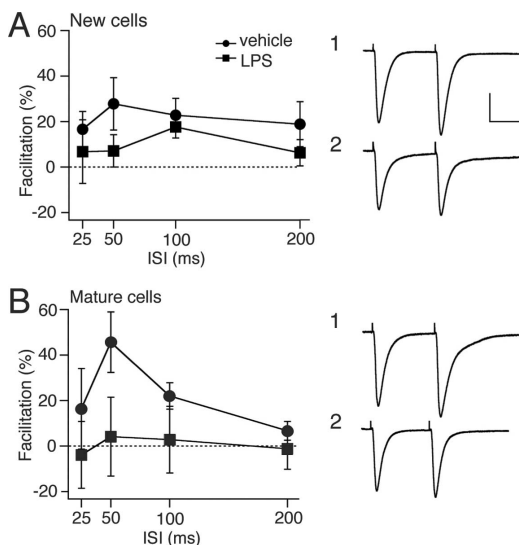 A New cells
vehicle
LPS
60
40
20
0
-20
Facilitation (%)
25 50 100 200
ISI (ms)
1
2
B Mature cells
60
40
20
0
-20
Facilitation (%)
25 50 100 200
ISI (ms)
1
2